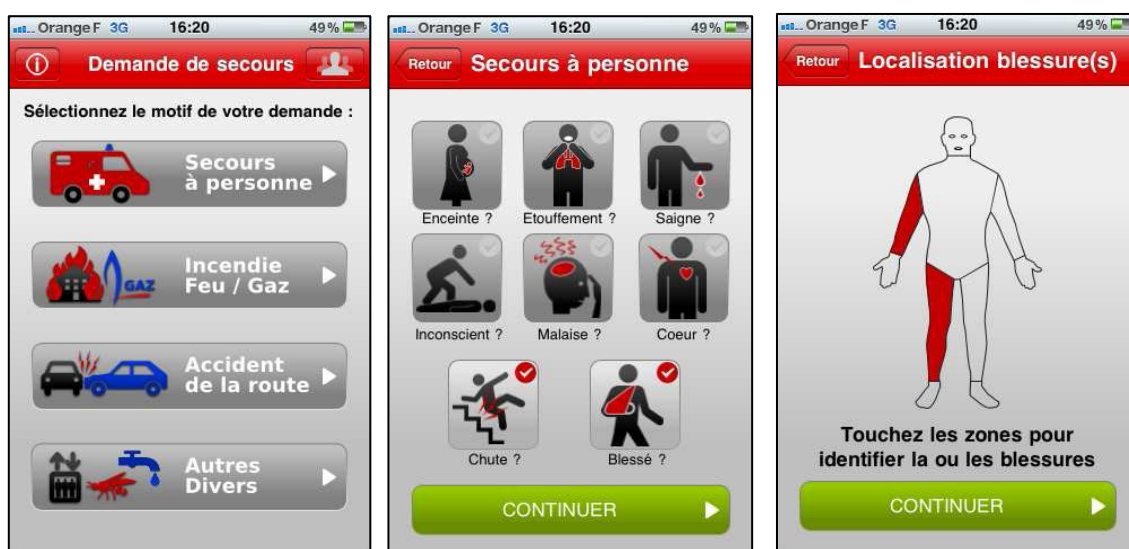 Orange F 3G 16:20 49%
Demande de secours
Sélectionnez le motif de votre demande :
Secours
à personne
GAZ
Incendie
Feu / Gaz
Accident
de la route
Autres
Divers
Orange F 3G 16:20 49%
Retour Secours à personne
Enceinte ? Etouffement ? Saigne ?
Inconscient ? Malaise ? Coeur ?
Chute ? Blessé ?
CONTINUER
Orange F 3G 16:20 49%
Retour Localisation blessure(s)
Touchez les zones pour
identifier la ou les blessures
CONTINUER